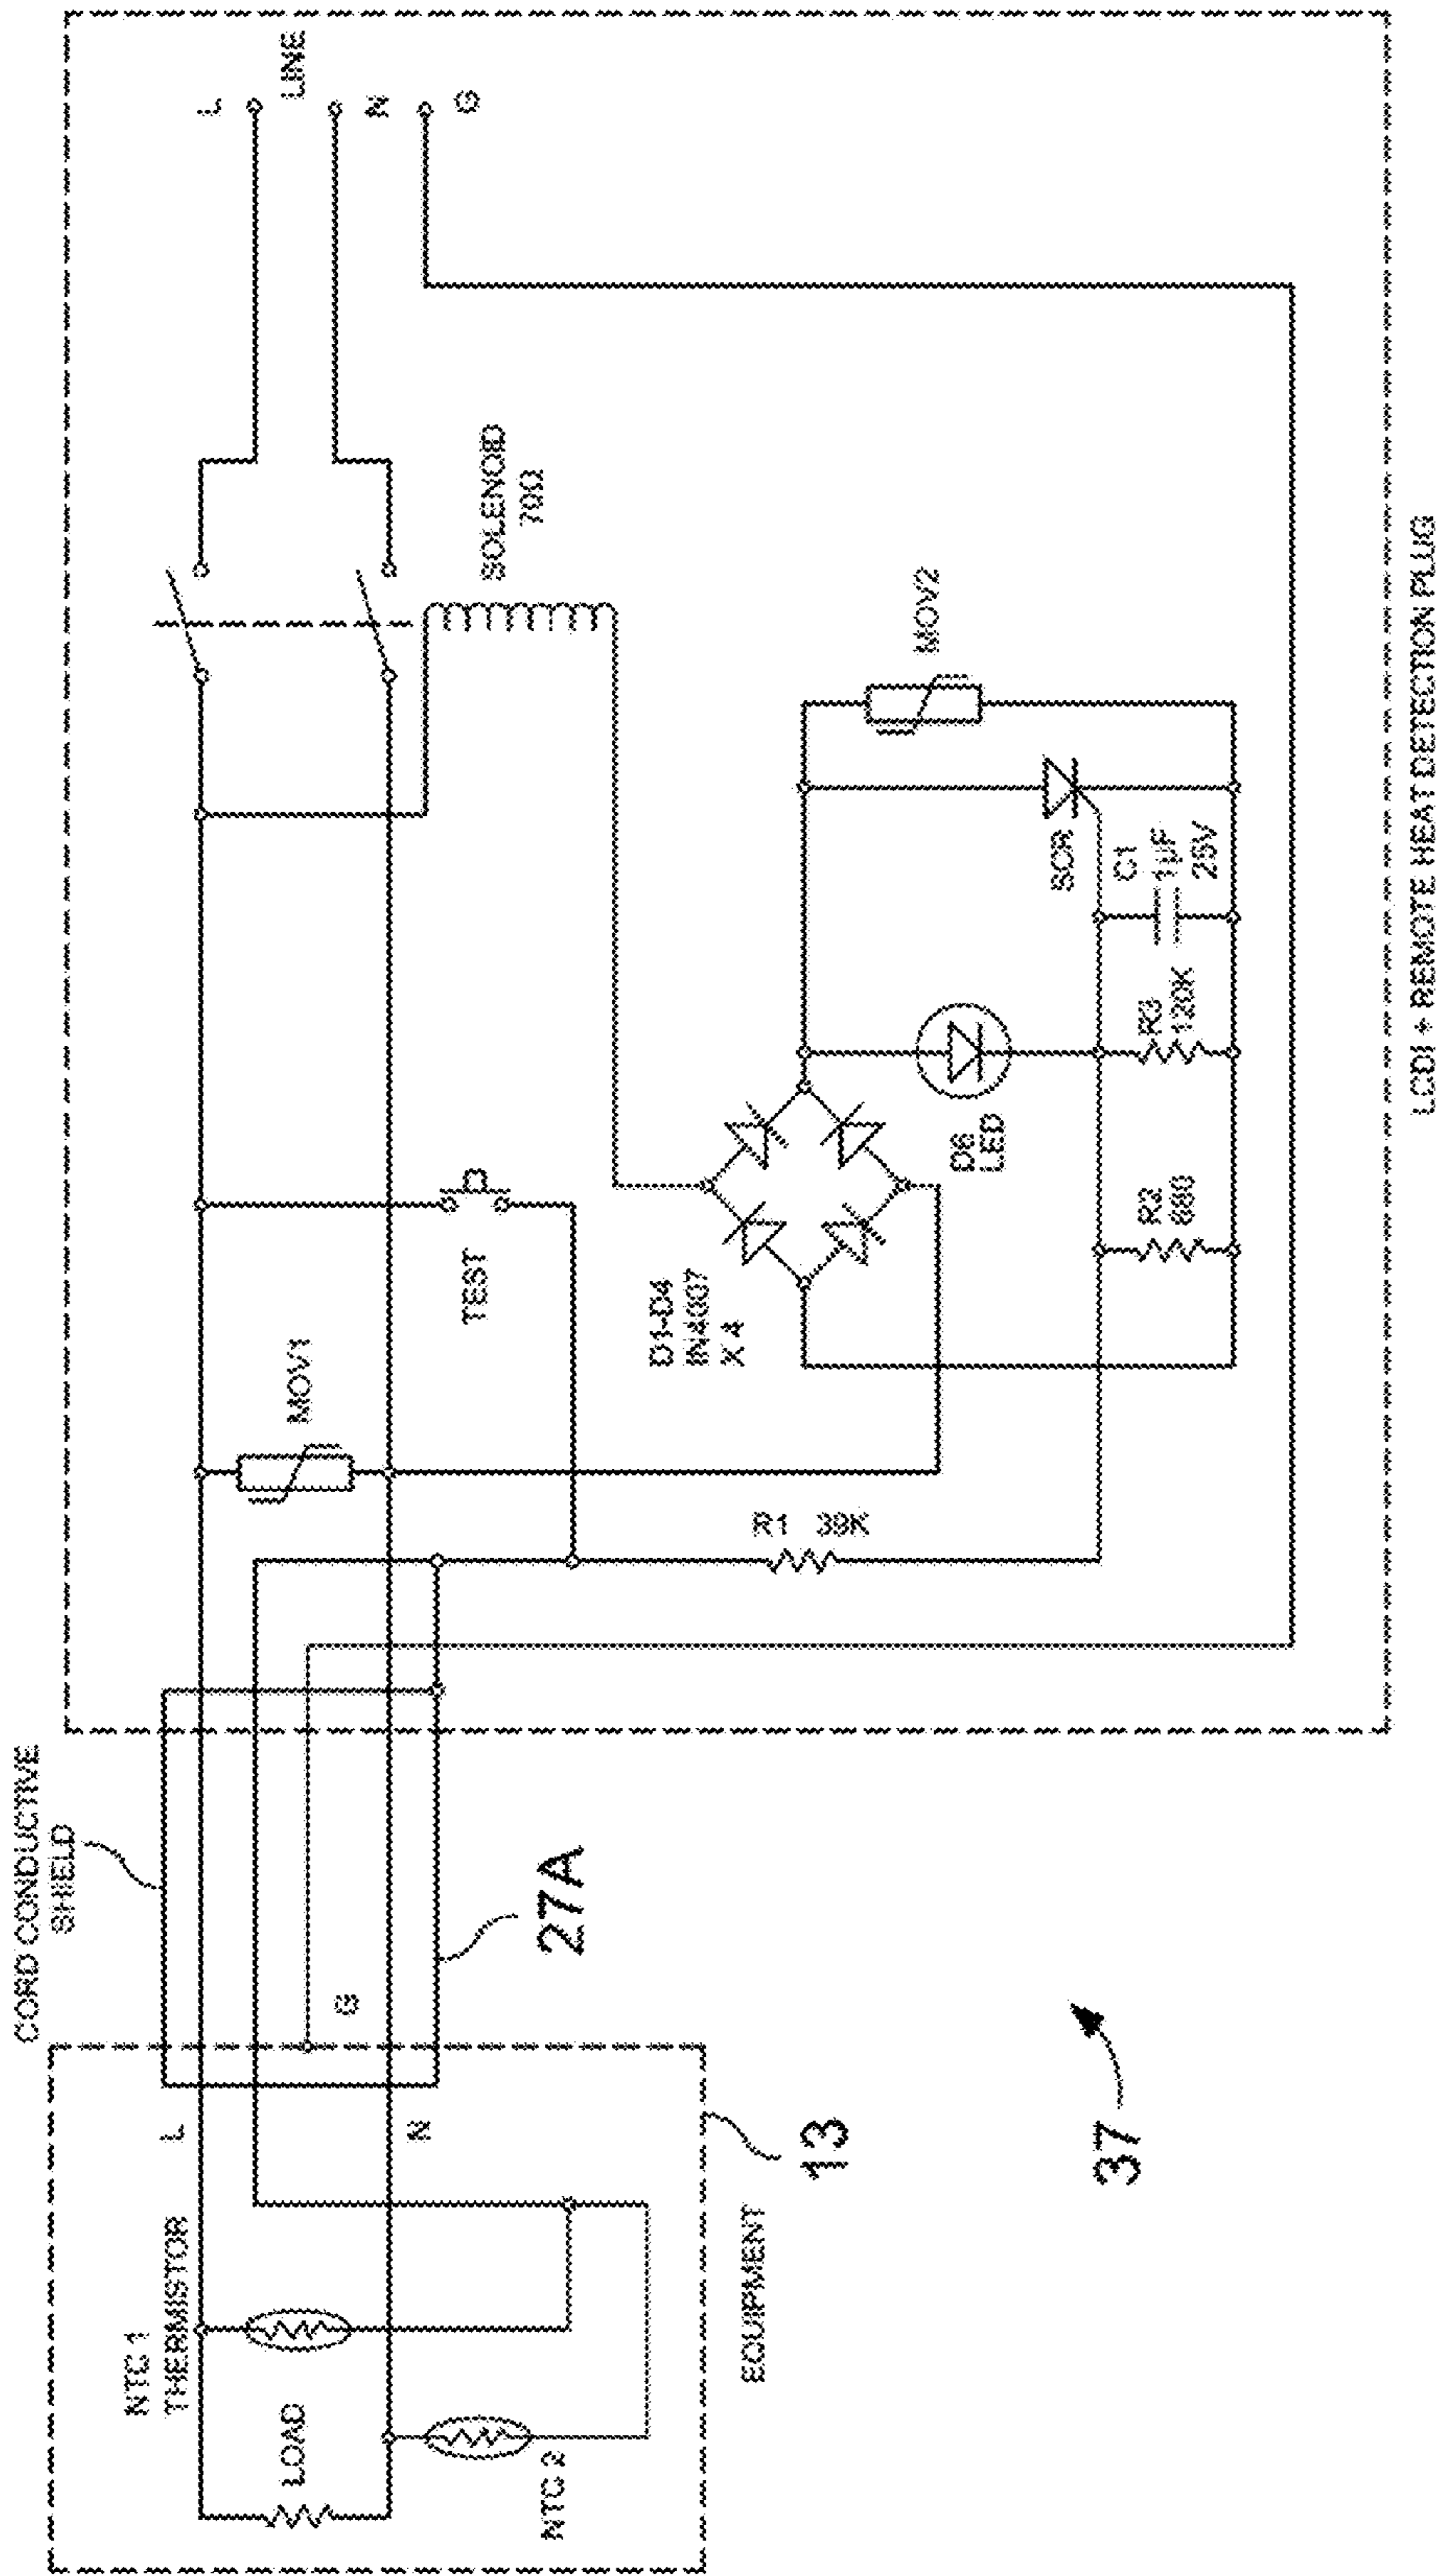 CORD CONDUCTIVE
SHIELD
L
LINE
N
G
MOV1
TEST
SOLENOID
70Ω
R1 39K
D1-D4
IN4007
X 4
MOV2
D6
LED
SCR
C1
1µF
25V
R3
120K
R2
680
LCDI + REMOTE HEAT DETECTION PLUG
G
27A
L
N
NTC 1
THERMISTOR
LOAD
NTC 2
EQUIPMENT
13
37